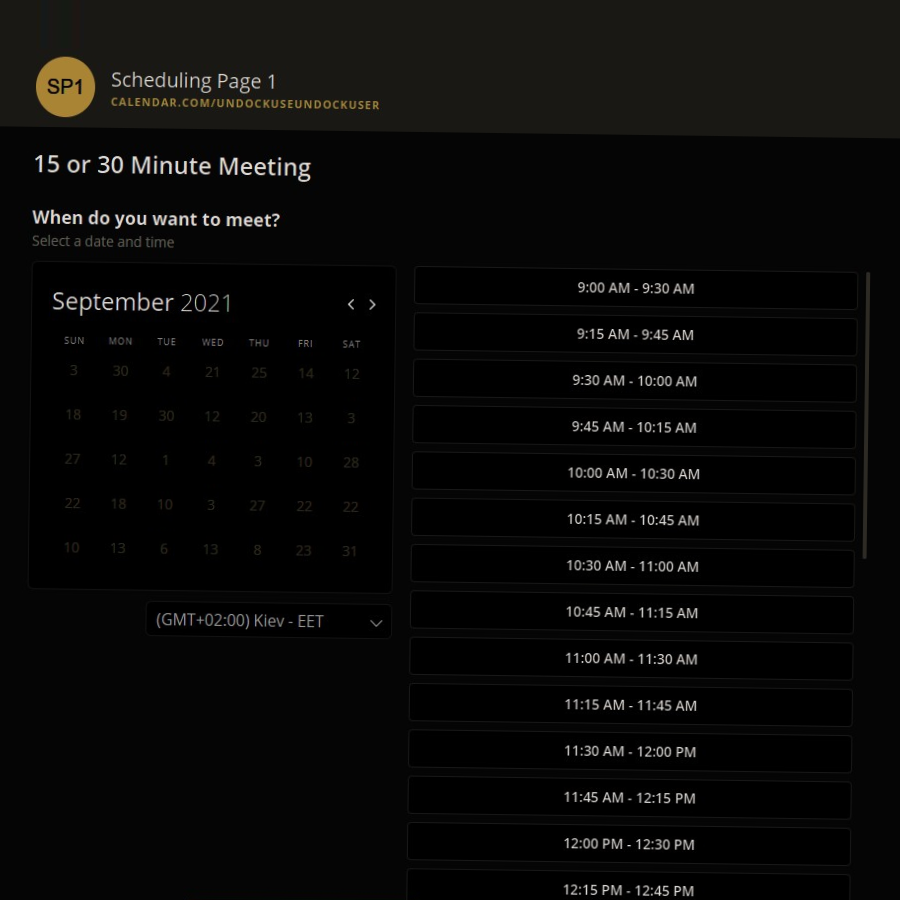 SP1
Scheduling Page 1
CALENDAR.COM/UNDOCKUSEUNDOCKUSER
15 or 30 Minute Meeting
When do you want to meet?
Select a date and time
September 2021
SUN MON TUE WED THU FRI SAT
3 30 4 21 25 14 12
18 19 30 12 20 13 3
27 12 1 4 3 10 28
22 18 10 3 27 22 22
10 13 6 13 8 23 31
(GMT+02:00) Kiev - EET
9:00 AM - 9:30 AM
9:15 AM - 9:45 AM
9:30 AM - 10:00 AM
9:45 AM - 10:15 AM
10:00 AM - 10:30 AM
10:15 AM - 10:45 AM
10:30 AM - 11:00 AM
10:45 AM - 11:15 AM
11:00 AM - 11:30 AM
11:15 AM - 11:45 AM
11:30 AM - 12:00 PM
11:45 AM - 12:15 PM
12:00 PM - 12:30 PM
12:15 PM - 12:45 PM